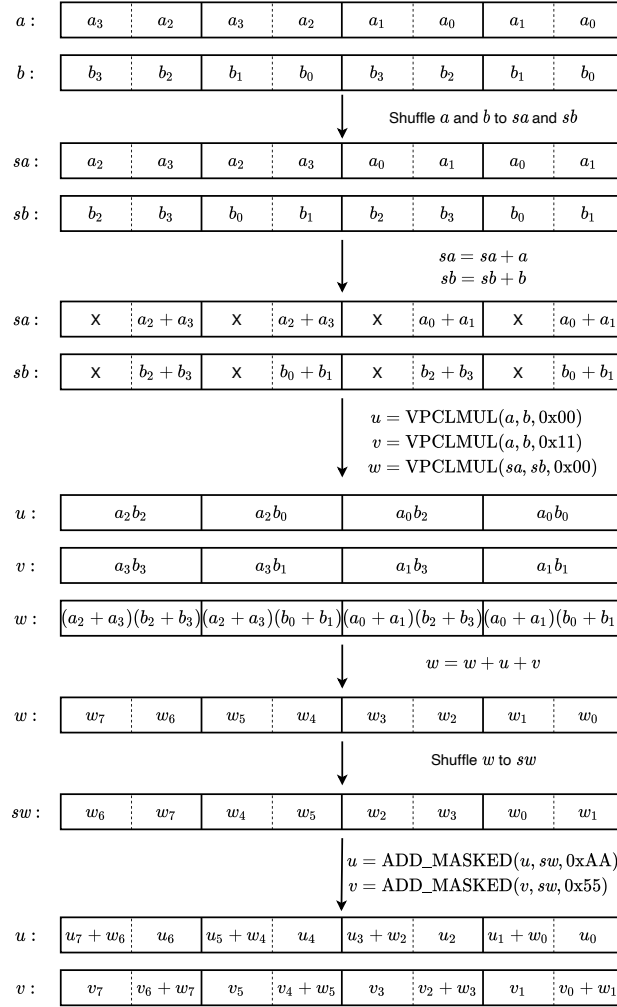 a : a₃ a₂ a₃ a₂ a₁ a₀ a₁ a₀
b : b₃ b₂ b₁ b₀ b₃ b₂ b₁ b₀
Shuffle a and b to sa and sb
sa : a₂ a₃ a₂ a₃ a₀ a₁ a₀ a₁
sb : b₂ b₃ b₀ b₁ b₂ b₃ b₀ b₁
sa = sa + a
sb = sb + b
sa : X a₂ + a₃ X a₂ + a₃ X a₀ + a₁ X a₀ + a₁
sb : X b₂ + b₃ X b₀ + b₁ X b₂ + b₃ X b₀ + b₁
u = VPCLMUL(a, b, 0x00)
v = VPCLMUL(a, b, 0x11)
w = VPCLMUL(sa, sb, 0x00)
u : a₂b₂ a₂b₀ a₀b₂ a₀b₀
v : a₃b₃ a₃b₁ a₁b₃ a₁b₁
w : (a₂ + a₃)(b₂ + b₃) (a₂ + a₃)(b₀ + b₁) (a₀ + a₁)(b₂ + b₃) (a₀ + a₁)(b₀ + b₁
w = w + u + v
w : w₇ w₆ w₅ w₄ w₃ w₂ w₁ w₀
Shuffle w to sw
sw : w₆ w₇ w₄ w₅ w₂ w₃ w₀ w₁
u = ADD_MASKED(u, sw, 0xAA)
v = ADD_MASKED(v, sw, 0x55)
u : u₇ + w₆ u₆ u₅ + w₄ u₄ u₃ + w₂ u₂ u₁ + w₀ u₀
v : v₇ v₆ + w₇ v₅ v₄ + w₅ v₃ v₂ + w₃ v₁ v₀ + w₁